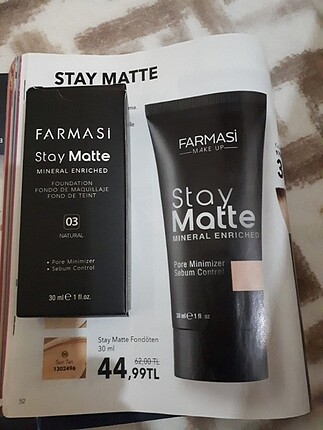 STAY MATTE
FARMASi
Stay Matte
MINERAL ENRICHED
FOUNDATION
FONDO DE MAQUILLAJE
FOND DE TEINT
03
NATURAL
• Pore Minimizer
• Sebum Control
30 ml ℮ 1 fl. oz.
FARMASi
MAKE UP
Stay
Matte
MINERAL ENRICHED
Pore Minimizer
Sebum Control
30 ml ℮ 1 fl. oz.
Sun Tan
1302496
Stay Matte Fondöten
30 ml
62,00 TL
44,99TL